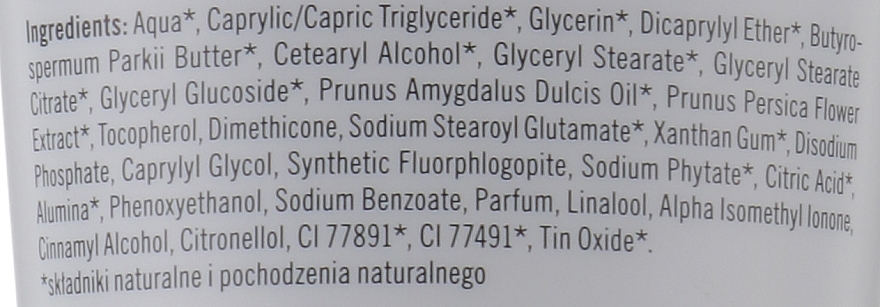 Ingredients: Aqua*, Caprylic/Capric Triglyceride*, Glycerin*, Dicaprylyl Ether*, Butyro-
spermum Parkii Butter*, Cetearyl Alcohol*, Glyceryl Stearate*, Glyceryl Stearate
Citrate*, Glyceryl Glucoside*, Prunus Amygdalus Dulcis Oil*, Prunus Persica Flower
Extract*, Tocopherol, Dimethicone, Sodium Stearoyl Glutamate*, Xanthan Gum*, Disodium
Phosphate, Caprylyl Glycol, Synthetic Fluorphlogopite, Sodium Phytate*, Citric Acid*,
Alumina*, Phenoxyethanol, Sodium Benzoate, Parfum, Linalool, Alpha Isomethyl Ionone,
Cinnamyl Alcohol, Citronellol, CI 77891*, CI 77491*, Tin Oxide*.
*składniki naturalne i pochodzenia naturalnego